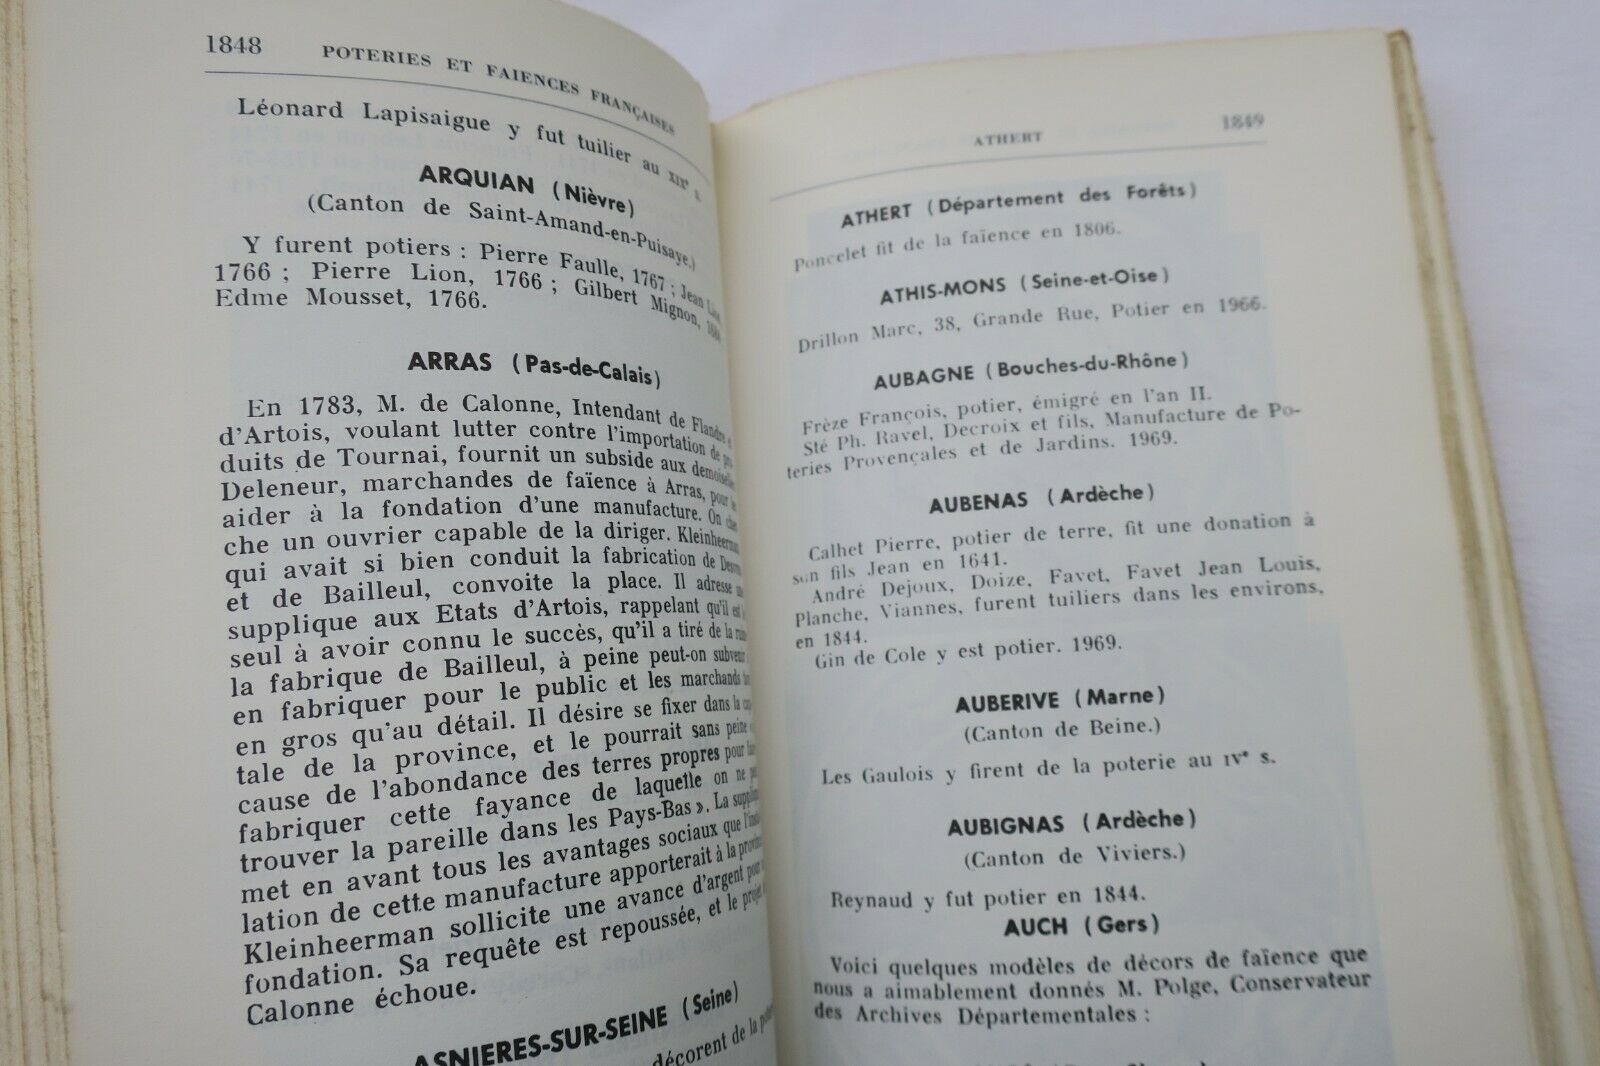 1848 POTERIES ET FAIENCES FRANÇAISES
Léonard Lapisaigue y fut tuilier au XIXe s.
ARQUIAN (Nièvre)
(Canton de Saint-Amand-en-Puisaye.)
Y furent potiers : Pierre Faulle, 1767 ; Jean Lion,
1766 ; Pierre Lion, 1766 ; Gilbert Mignon,
Edme Mousset, 1766.
ARRAS (Pas-de-Calais)
En 1783, M. de Calonne, Intendant de Flandre et
d'Artois, voulant lutter contre l'importation de pro-
duits de Tournai, fournit un subside aux demoiselles
Deleneur, marchandes de faïence à Arras, pour les
aider à la fondation d'une manufacture. On cher-
che un ouvrier capable de la diriger. Kleinheerman
qui avait si bien conduit la fabrication de
et de Bailleul, convoite la place. Il adresse une
supplique aux Etats d'Artois, rappelant qu'il est le
seul à avoir connu le succès, qu'il a tiré de la ruine
la fabrique de Bailleul, à peine peut-on subvenir
en fabriquer pour le public et les marchands
en gros qu'au détail. Il désire se fixer dans la capi-
tale de la province, et le pourrait sans peine
cause de l'abondance des terres propres pour
fabriquer cette fayance de laquelle on ne peut
trouver la pareille dans les Pays-Bas ». La supplique
met en avant tous les avantages sociaux que
lation de cette manufacture apporterait à la province
Kleinheerman sollicite une avance d'argent pour
fondation. Sa requête est repoussée, et le projet
Calonne échoue.
ASNIERES-SUR-SEINE (Seine)
décorent de la
ATHERT 1849
ATHERT (Département des Forêts)
Poncelet fit de la faïence en 1806.
ATHIS-MONS (Seine-et-Oise)
Drillon Marc, 38, Grande Rue, Potier en 1966.
AUBAGNE (Bouches-du-Rhône)
Frèze François, potier, émigré en l'an II.
Sté Ph. Ravel, Decroix et fils, Manufacture de Po-
teries Provençales et de Jardins. 1969.
AUBENAS (Ardèche)
Calhet Pierre, potier de terre, fit une donation à
son fils Jean en 1641.
André Dejoux, Doize, Favet, Favet Jean Louis,
Planche, Viannes, furent tuiliers dans les environs,
en 1844.
Gin de Cole y est potier. 1969.
AUBERIVE (Marne)
(Canton de Beine.)
Les Gaulois y firent de la poterie au IVe s.
AUBIGNAS (Ardèche)
(Canton de Viviers.)
Reynaud y fut potier en 1844.
AUCH (Gers)
Voici quelques modèles de décors de faïence que
nous a aimablement donnés M. Polge, Conservateur
des Archives Départementales :